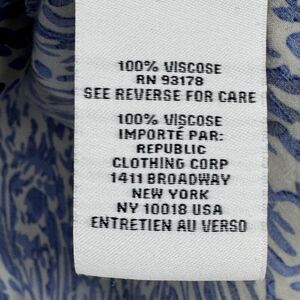 100% VISCOSE
RN 93178
SEE REVERSE FOR CARE
100% VISCOSE
IMPORTÉ PAR:
REPUBLIC
CLOTHING CORP
1411 BROADWAY
NEW YORK
NY 10018 USA
ENTRETIEN AU VERSO